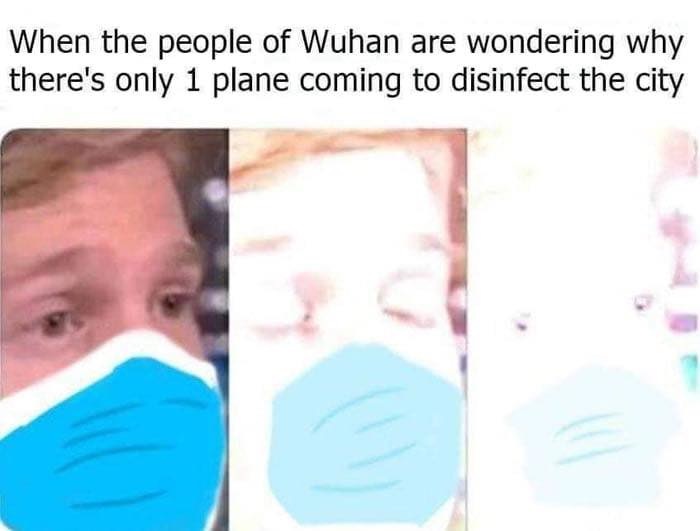 When the people of Wuhan are wondering why
there's only 1 plane coming to disinfect the city